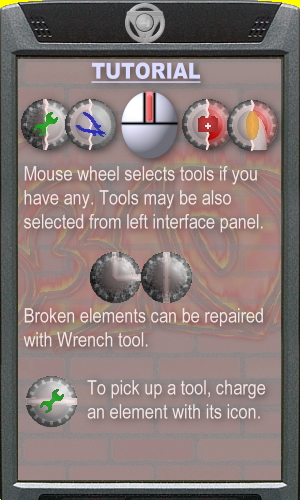 TUTORIAL
Mouse wheel selects tools if you
have any. Tools may be also
selected from left interface panel.
Broken elements can be repaired
with Wrench tool.
To pick up a tool, charge
an element with its icon.